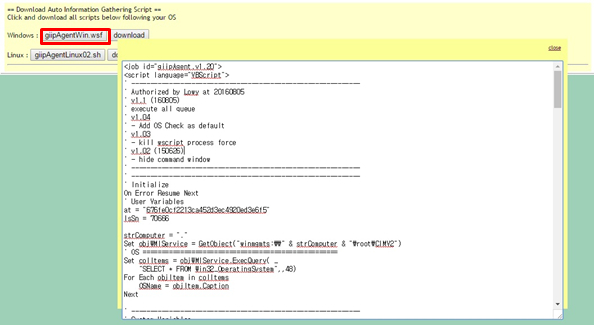 == Download Auto Information Gathering Script ==
Click and download all scripts below following your OS
Windows : giipAgentWin.wsf download
Linux : giipAgentLinux02.sh
close
<job id="giipAgent.v1.20">
<script language="VBScript">
' ------------------------------------------------------------
' Authorized by Lowy at 20160805
' v1.1 (160805)
' execute all queue
' v1.04
' - Add OS Check as default
' v1.03
' - kill wscript process force
' v1.02 (150626)
' - hide command window
' ------------------------------------------------------------
' ------------------------------------------------------------
' Initialize
On Error Resume Next
' User Variables
at = "676fe0cf2213ca452d3ec4920ed3e6f5"
lsSn = 70666
strComputer = "."
Set objWMIService = GetObject("winmgmts:₩₩" & strComputer & "₩root₩CIMV2")
' OS ==================================================
Set colItems = objWMIService.ExecQuery( _
"SELECT * FROM Win32_OperatingSystem",,48)
For Each objItem in colItems
OSName = objItem.Caption
Next
' ------------------------------------------------------------